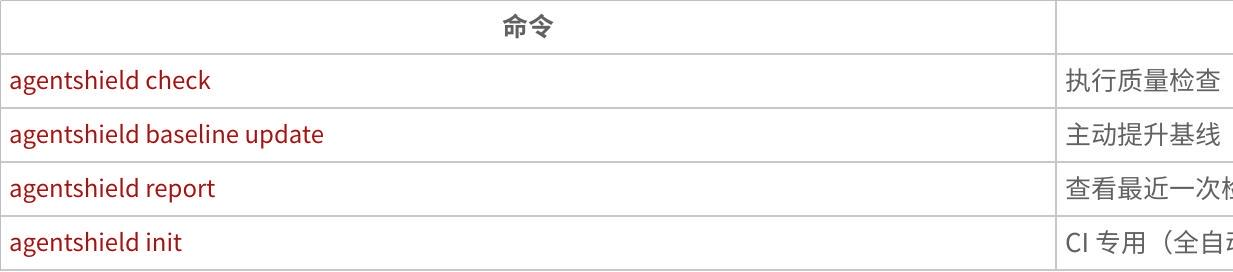 命令
agentshield check 执行质量检查
agentshield baseline update 主动提升基线
agentshield report 查看最近一次
agentshield init CI 专用（全自